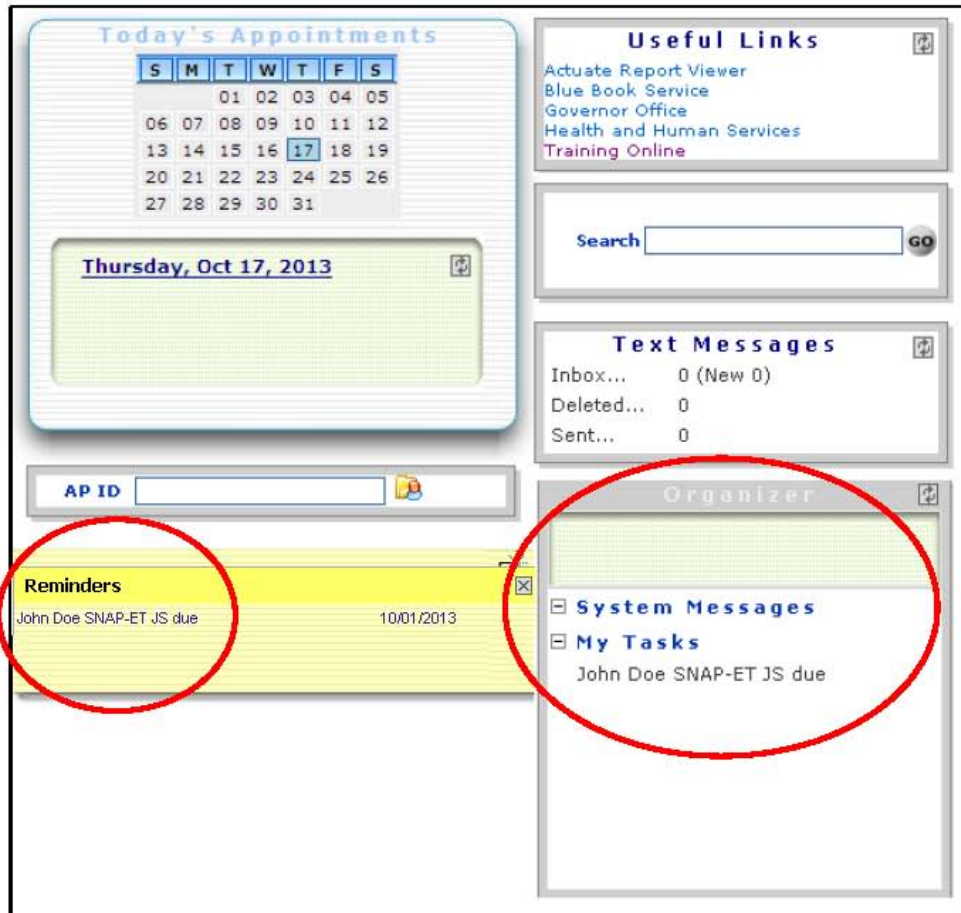 Today's Appointments
S M T W T F S
01 02 03 04 05
06 07 08 09 10 11 12
13 14 15 16 17 18 19
20 21 22 23 24 25 26
27 28 29 30 31
Thursday, Oct 17, 2013
AP ID
Reminders
John Doe SNAP-ET JS due 10/01/2013
Useful Links
Actuate Report Viewer
Blue Book Service
Governor Office
Health and Human Services
Training Online
Search GO
Text Messages
Inbox... 0 (New 0)
Deleted... 0
Sent... 0
Organizer
System Messages
My Tasks
John Doe SNAP-ET JS due